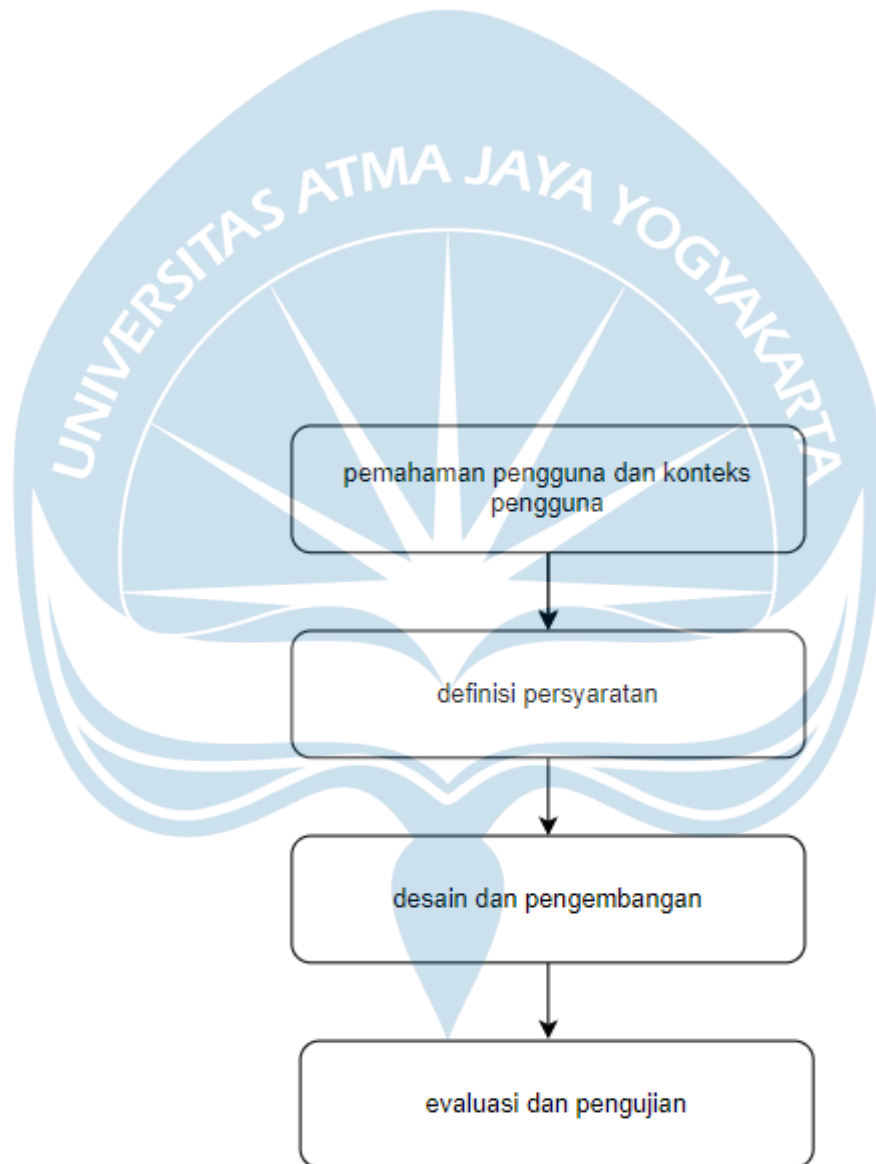 UNIVERSITAS ATMA JAYA YOGYAKARTA
pemahaman pengguna dan konteks
pengguna
definisi persyaratan
desain dan pengembangan
evaluasi dan pengujian